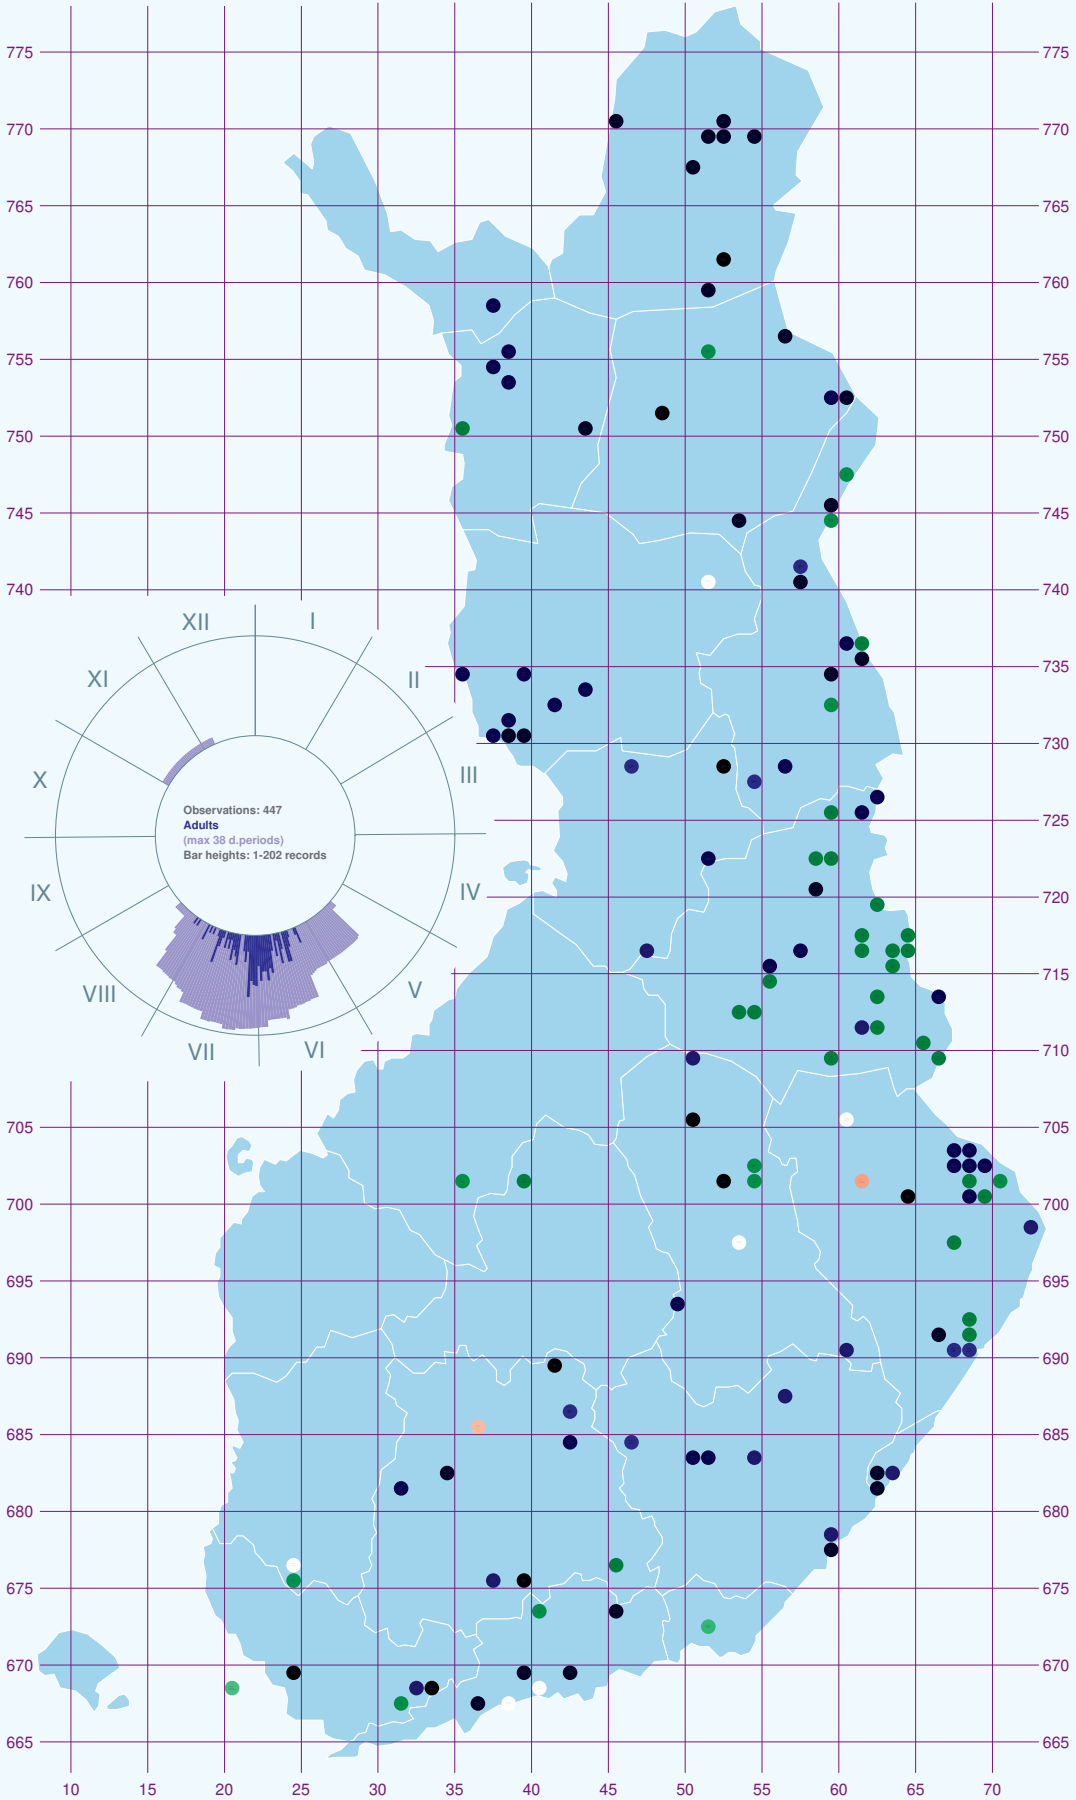 775 775
770 770
765 765
760 760
755 755
750 750
745 745
740 740
XII I
XI II
735
730
X III
Observations: 447
Adults
(max 38 d.periods)
Bar heights: 1-202 records
725
IX IV
720
VIII V
715
VII VI
710
705 705
700 700
695 695
690 690
685 685
680 680
675 675
670 670
665 665
10 15 20 25 30 35 40 45 50 55 60 65 70